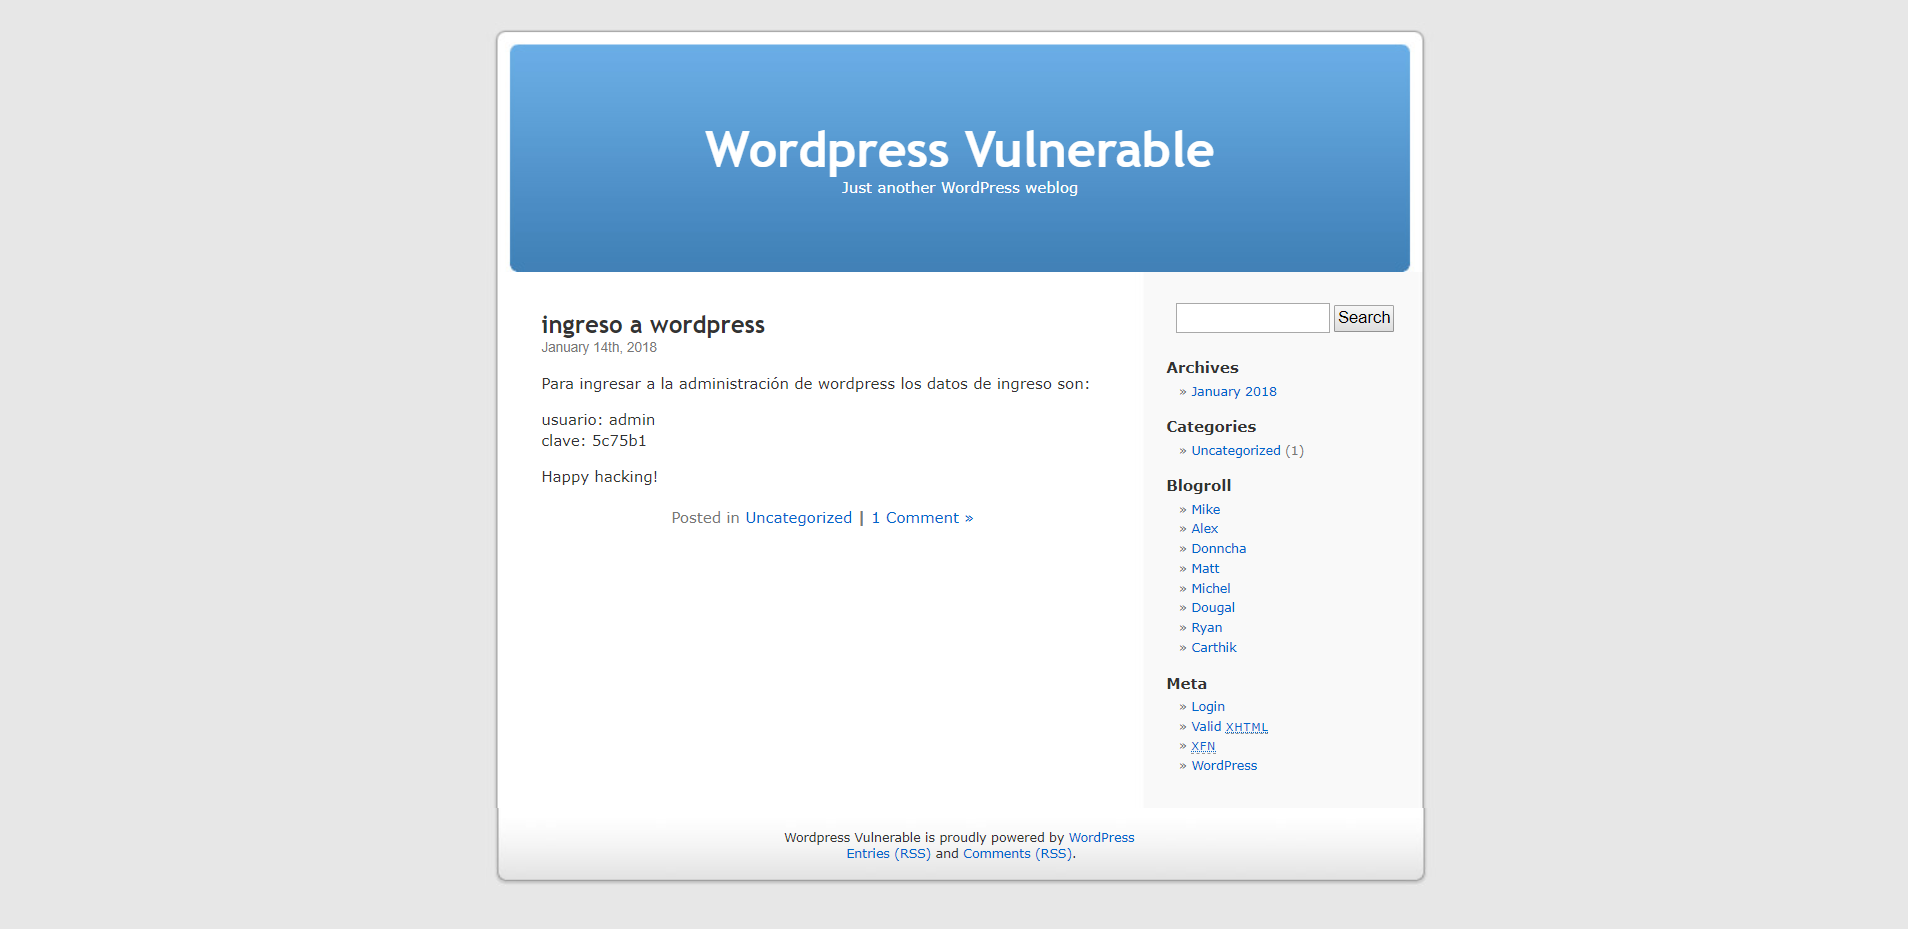 Wordpress Vulnerable
Just another WordPress weblog
ingreso a wordpress
January 14th, 2018
Para ingresar a la administración de wordpress los datos de ingreso son:
usuario: admin
clave: 5c75b1
Happy hacking!
Posted in Uncategorized | 1 Comment »
Search
Archives
» January 2018
Categories
» Uncategorized (1)
Blogroll
» Mike
» Alex
» Donncha
» Matt
» Michel
» Dougal
» Ryan
» Carthik
Meta
» Login
» Valid XHTML
» XFN
» WordPress
Wordpress Vulnerable is proudly powered by WordPress
Entries (RSS) and Comments (RSS).